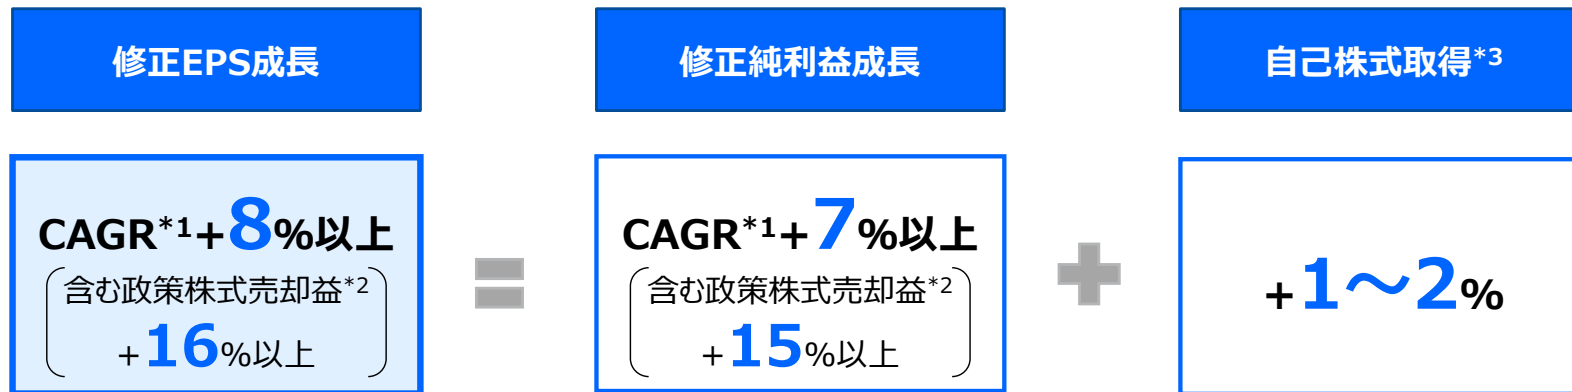 修正EPS成長
修正純利益成長
自己株式取得*3
CAGR*1+8%以上
含む政策株式売却益*2
+16%以上
=
CAGR*1+7%以上
含む政策株式売却益*2
+15%以上
+
+1～2%